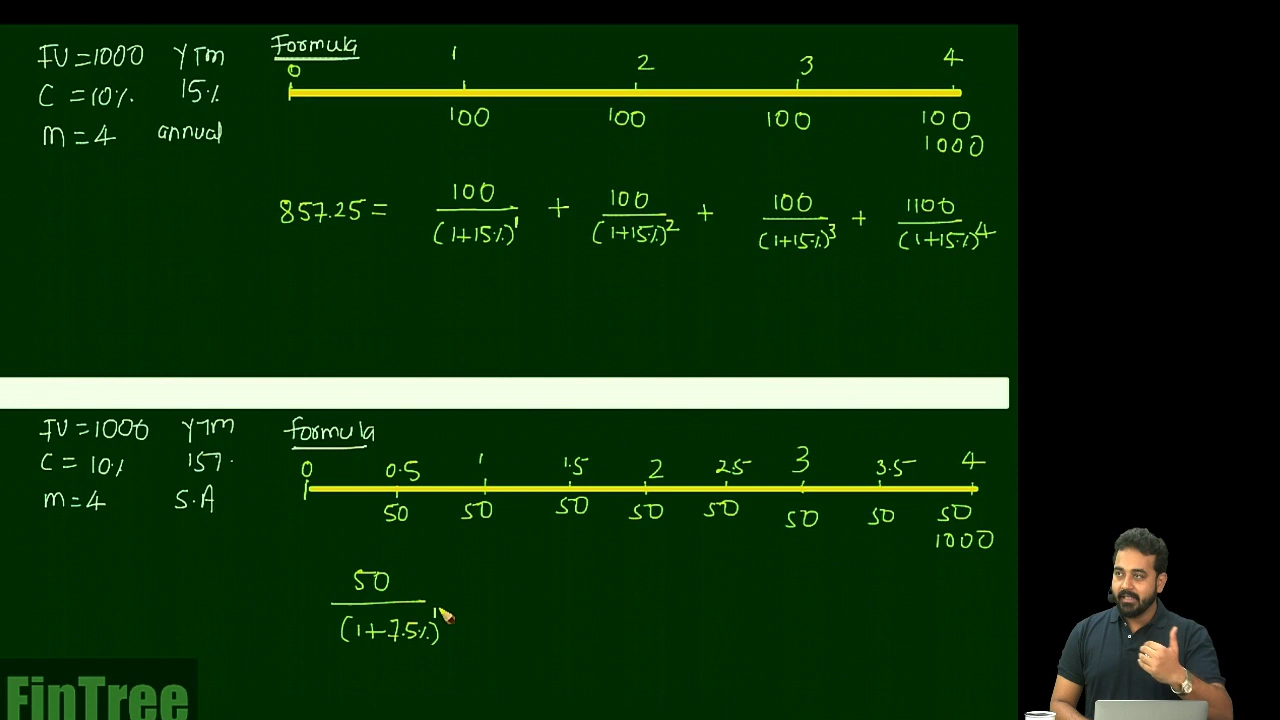 FV=1000 YTM
C = 10% 15%
m = 4 annual
Formula
0 1 2 3 4
100 100 100 100
1000
857.25 = 100/(1+15%)^1 + 100/(1+15%)^2 + 100/(1+15%)^3 + 1100/(1+15%)^4
FV=1000 YTM
C = 10% 15%
m = 4 S.A
formula
0 0.5 1 1.5 2 2.5 3 3.5 4
50 50 50 50 50 50 50 50
1000
50/(1+7.5%)^1
FinTree